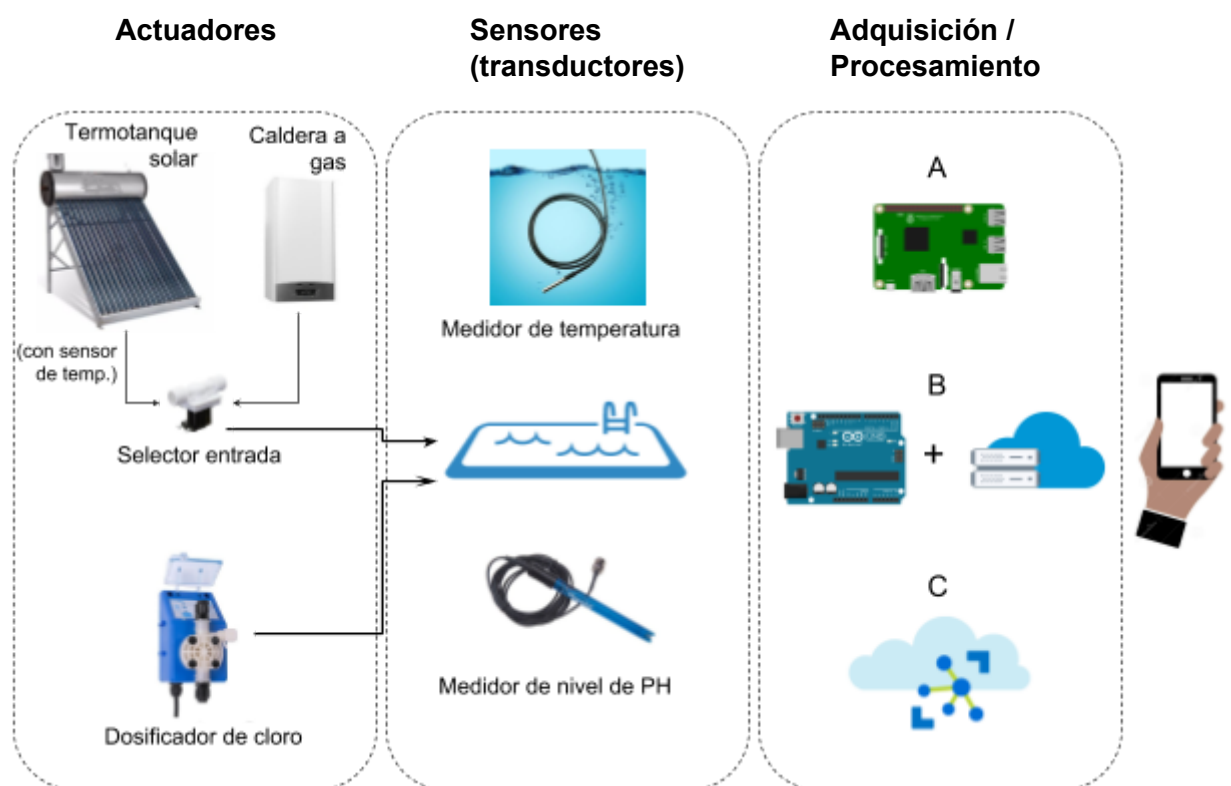 Actuadores
Sensores
(transductores)
Adquisición /
Procesamiento
Termotanque
solar
Caldera a
gas
(con sensor
de temp.)
Selector entrada
Dosificador de cloro
Medidor de temperatura
Medidor de nivel de PH
A
B
+
C